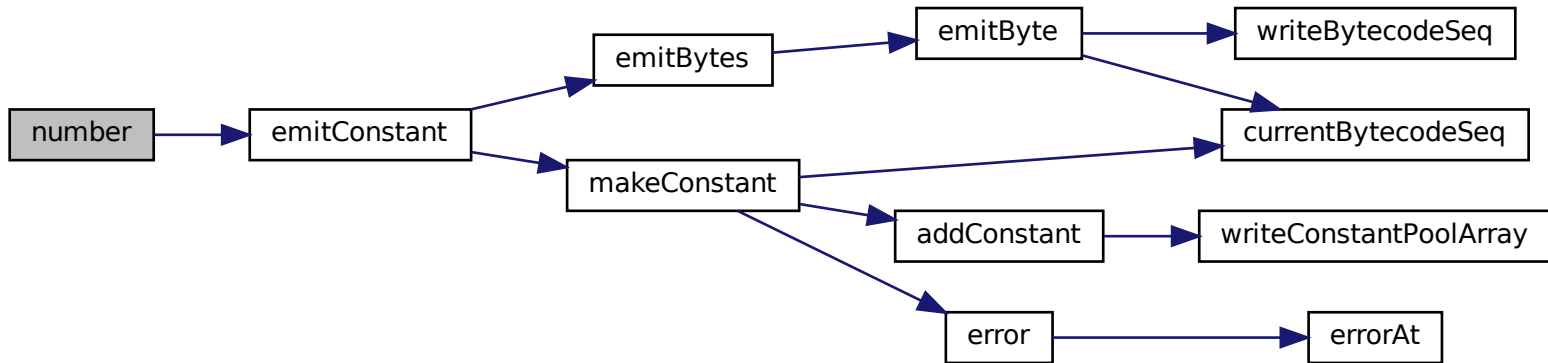 number
emitConstant
emitBytes
makeConstant
emitByte
addConstant
error
writeBytecodeSeq
currentBytecodeSeq
writeConstantPoolArray
errorAt